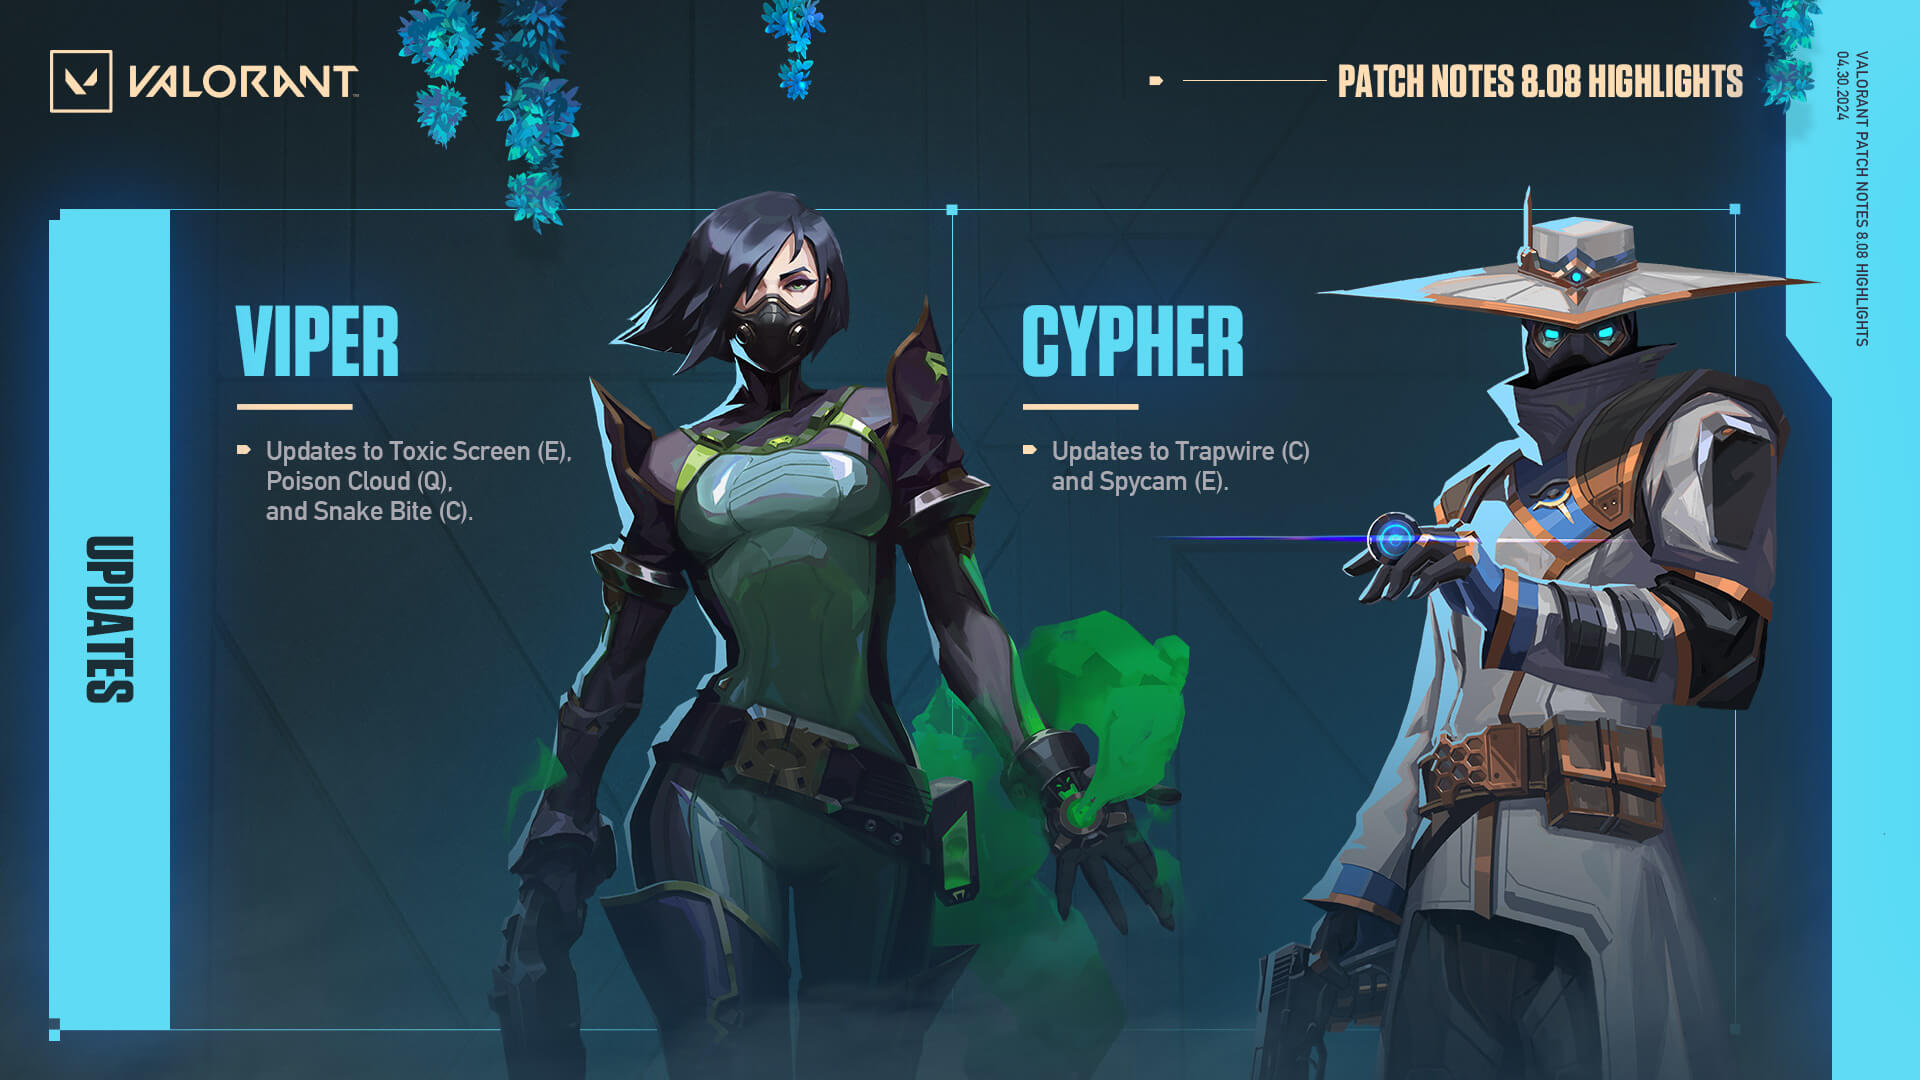 VALORANT
PATCH NOTES 8.08 HIGHLIGHTS
VALORANT PATCH NOTES 8.08 HIGHLIGHTS
04.30.2024
UPDATES
VIPER
Updates to Toxic Screen (E),
Poison Cloud (Q),
and Snake Bite (C).
CYPHER
Updates to Trapwire (C)
and Spycam (E).